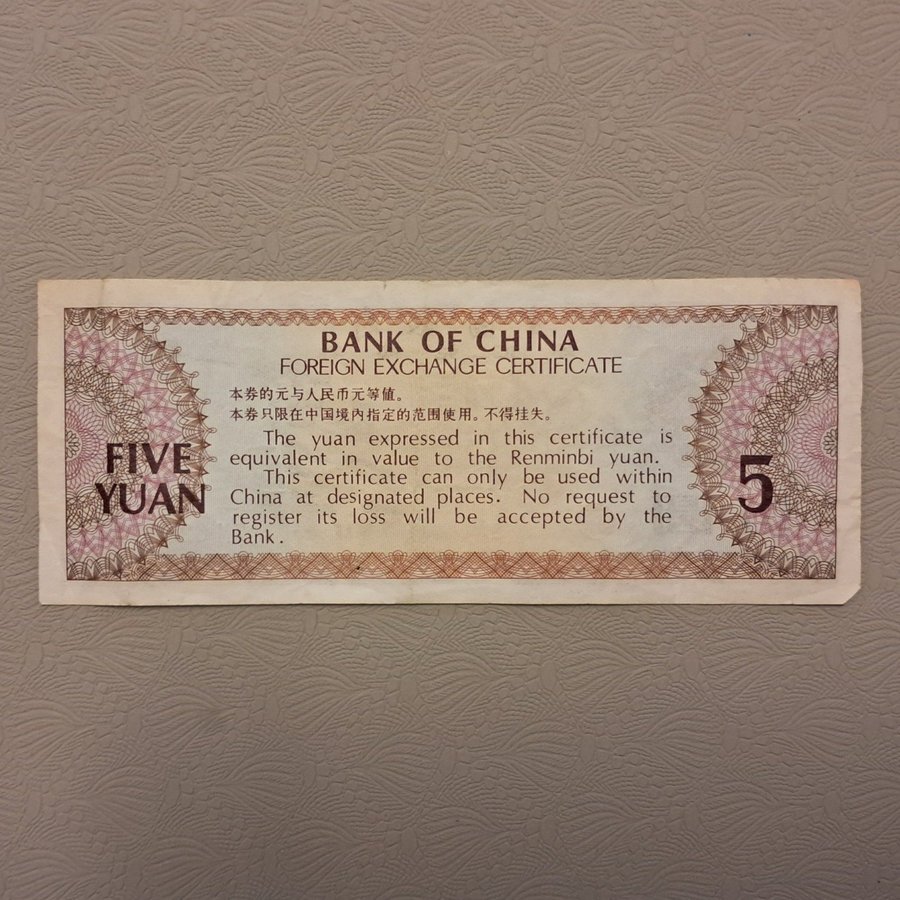 BANK OF CHINA
FOREIGN EXCHANGE CERTIFICATE
本券的元与人民币元等值。
本券只限在中国境内指定的范围使用。不得挂失。
The yuan expressed in this certificate is
equivalent in value to the Renminbi yuan.
This certificate can only be used within
China at designated places. No request to
register its loss will be accepted by the
Bank.
FIVE
YUAN
5